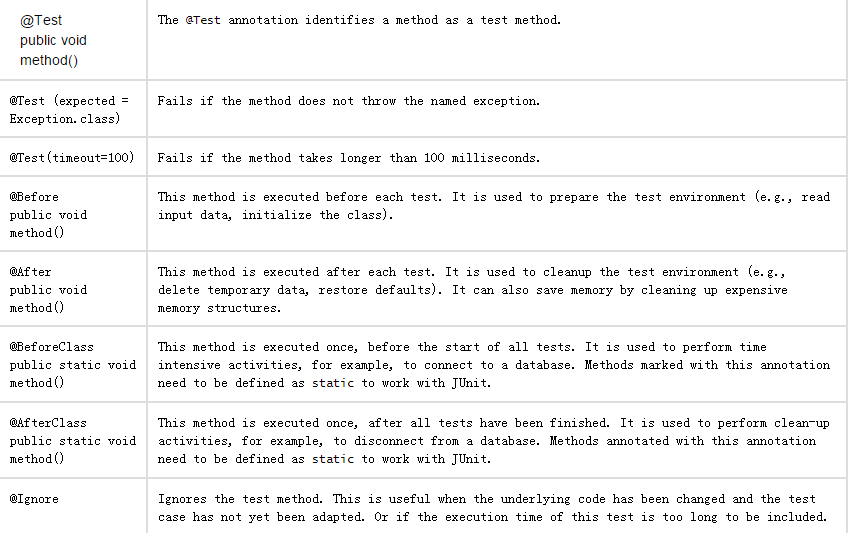 @Test
public void
method()
The @Test annotation identifies a method as a test method.
@Test (expected =
Exception.class)
Fails if the method does not throw the named exception.
@Test(timeout=100)
Fails if the method takes longer than 100 milliseconds.
@Before
public void
method()
This method is executed before each test. It is used to prepare the test environment (e.g., read
input data, initialize the class).
@After
public void
method()
This method is executed after each test. It is used to cleanup the test environment (e.g.,
delete temporary data, restore defaults). It can also save memory by cleaning up expensive
memory structures.
@BeforeClass
public static void
method()
This method is executed once, before the start of all tests. It is used to perform time
intensive activities, for example, to connect to a database. Methods marked with this annotation
need to be defined as static to work with JUnit.
@AfterClass
public static void
method()
This method is executed once, after all tests have been finished. It is used to perform clean-up
activities, for example, to disconnect from a database. Methods annotated with this annotation
need to be defined as static to work with JUnit.
@Ignore
Ignores the test method. This is useful when the underlying code has been changed and the test
case has not yet been adapted. Or if the execution time of this test is too long to be included.